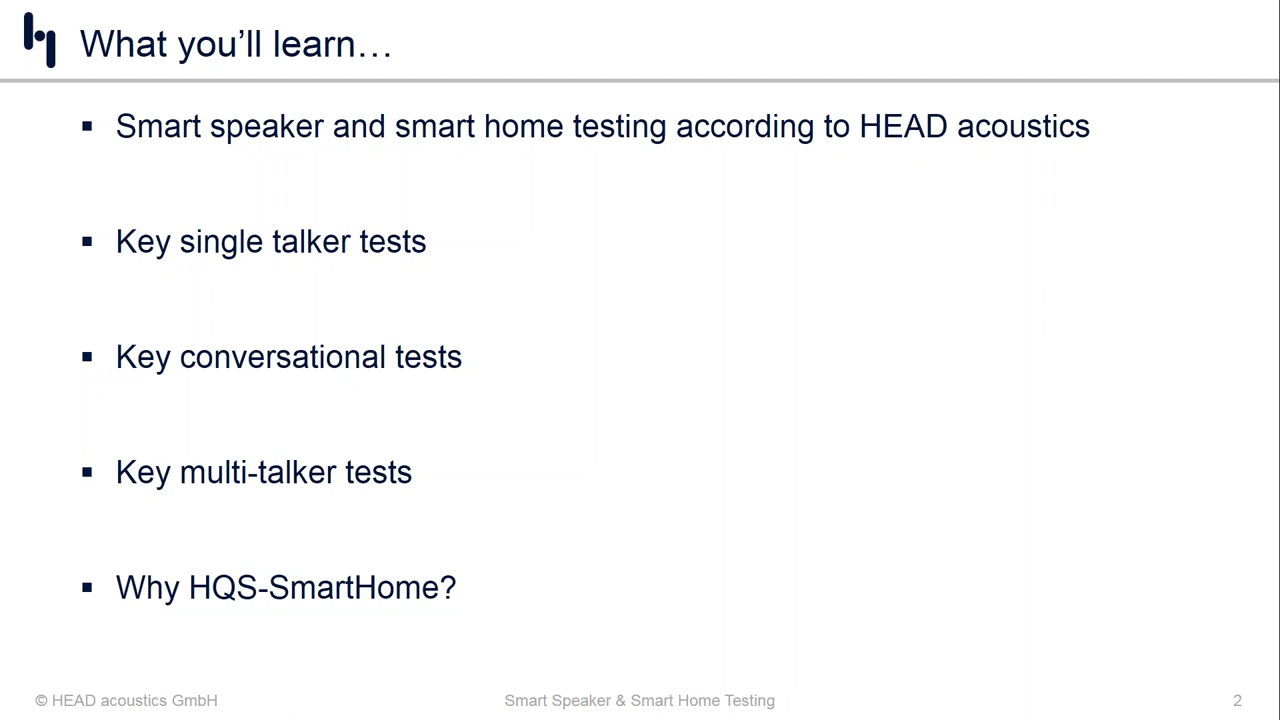 What you’ll learn…
▪ Smart speaker and smart home testing according to HEAD acoustics
▪ Key single talker tests
▪ Key conversational tests
▪ Key multi-talker tests
▪ Why HQS-SmartHome?
© HEAD acoustics GmbH
Smart Speaker & Smart Home Testing
2